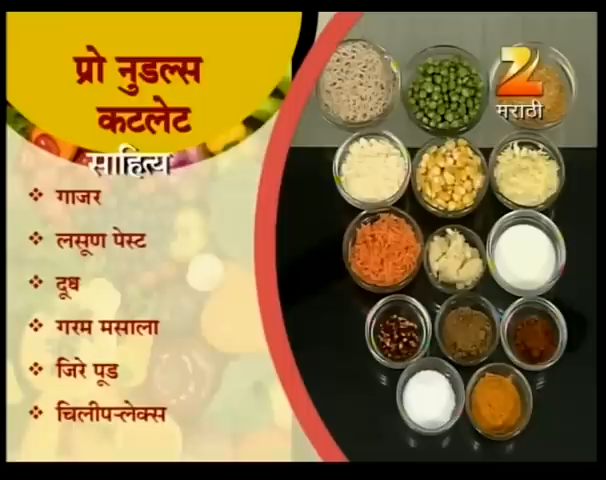 प्रो नुडल्स
कटलेट
साहित्य
गाजर
लसूण पेस्ट
दूध
गरम मसाला
जिरे पूड
चिलीफ्लेक्स
मराठी